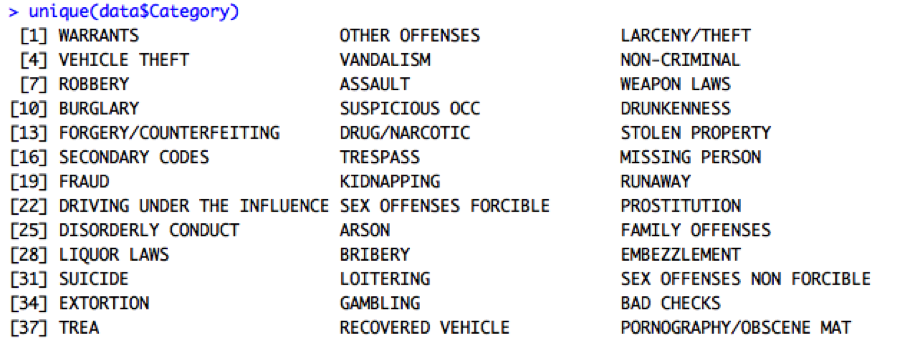 > unique(data$Category)
[1] WARRANTS OTHER OFFENSES LARCENY/THEFT
[4] VEHICLE THEFT VANDALISM NON-CRIMINAL
[7] ROBBERY ASSAULT WEAPON LAWS
[10] BURGLARY SUSPICIOUS OCC DRUNKENNESS
[13] FORGERY/COUNTERFEITING DRUG/NARCOTIC STOLEN PROPERTY
[16] SECONDARY CODES TRESPASS MISSING PERSON
[19] FRAUD KIDNAPPING RUNAWAY
[22] DRIVING UNDER THE INFLUENCE SEX OFFENSES FORCIBLE PROSTITUTION
[25] DISORDERLY CONDUCT ARSON FAMILY OFFENSES
[28] LIQUOR LAWS BRIBERY EMBEZZLEMENT
[31] SUICIDE LOITERING SEX OFFENSES NON FORCIBLE
[34] EXTORTION GAMBLING BAD CHECKS
[37] TREA RECOVERED VEHICLE PORNOGRAPHY/OBSCENE MAT